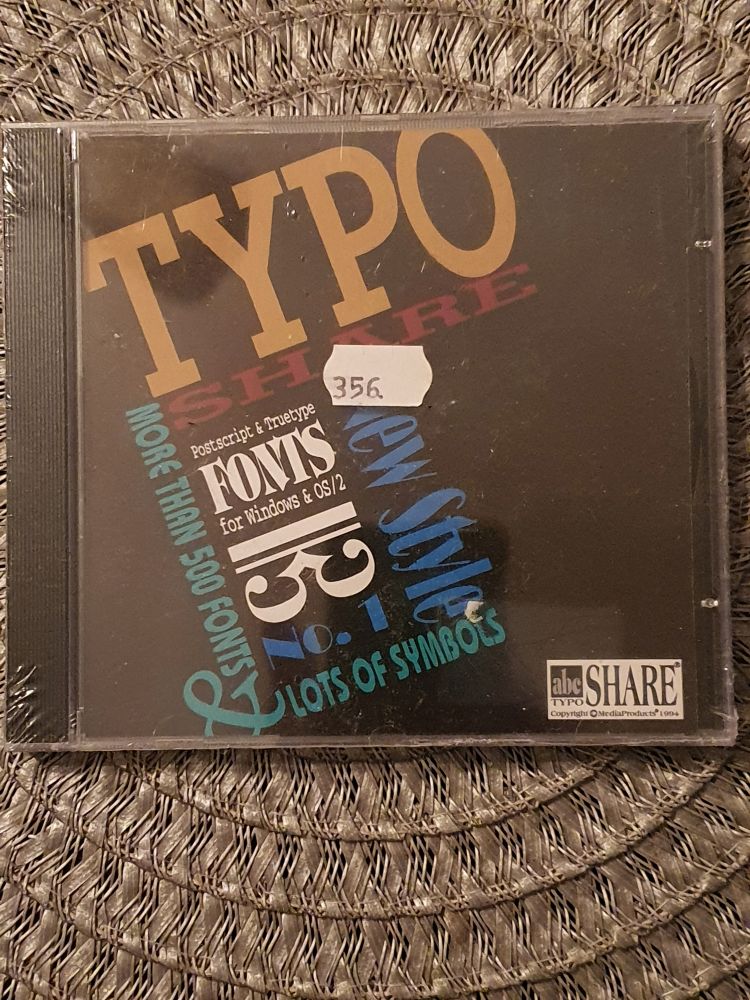 TYPO
SHARE
356
Postscript & Truetype
FONTS
for Windows & OS/2
New Style
No. 1
MORE THAN 500 FONTS
& LOTS OF SYMBOLS
abc
TYPO
SHARE®
Copyright © MediaProducts® 1994